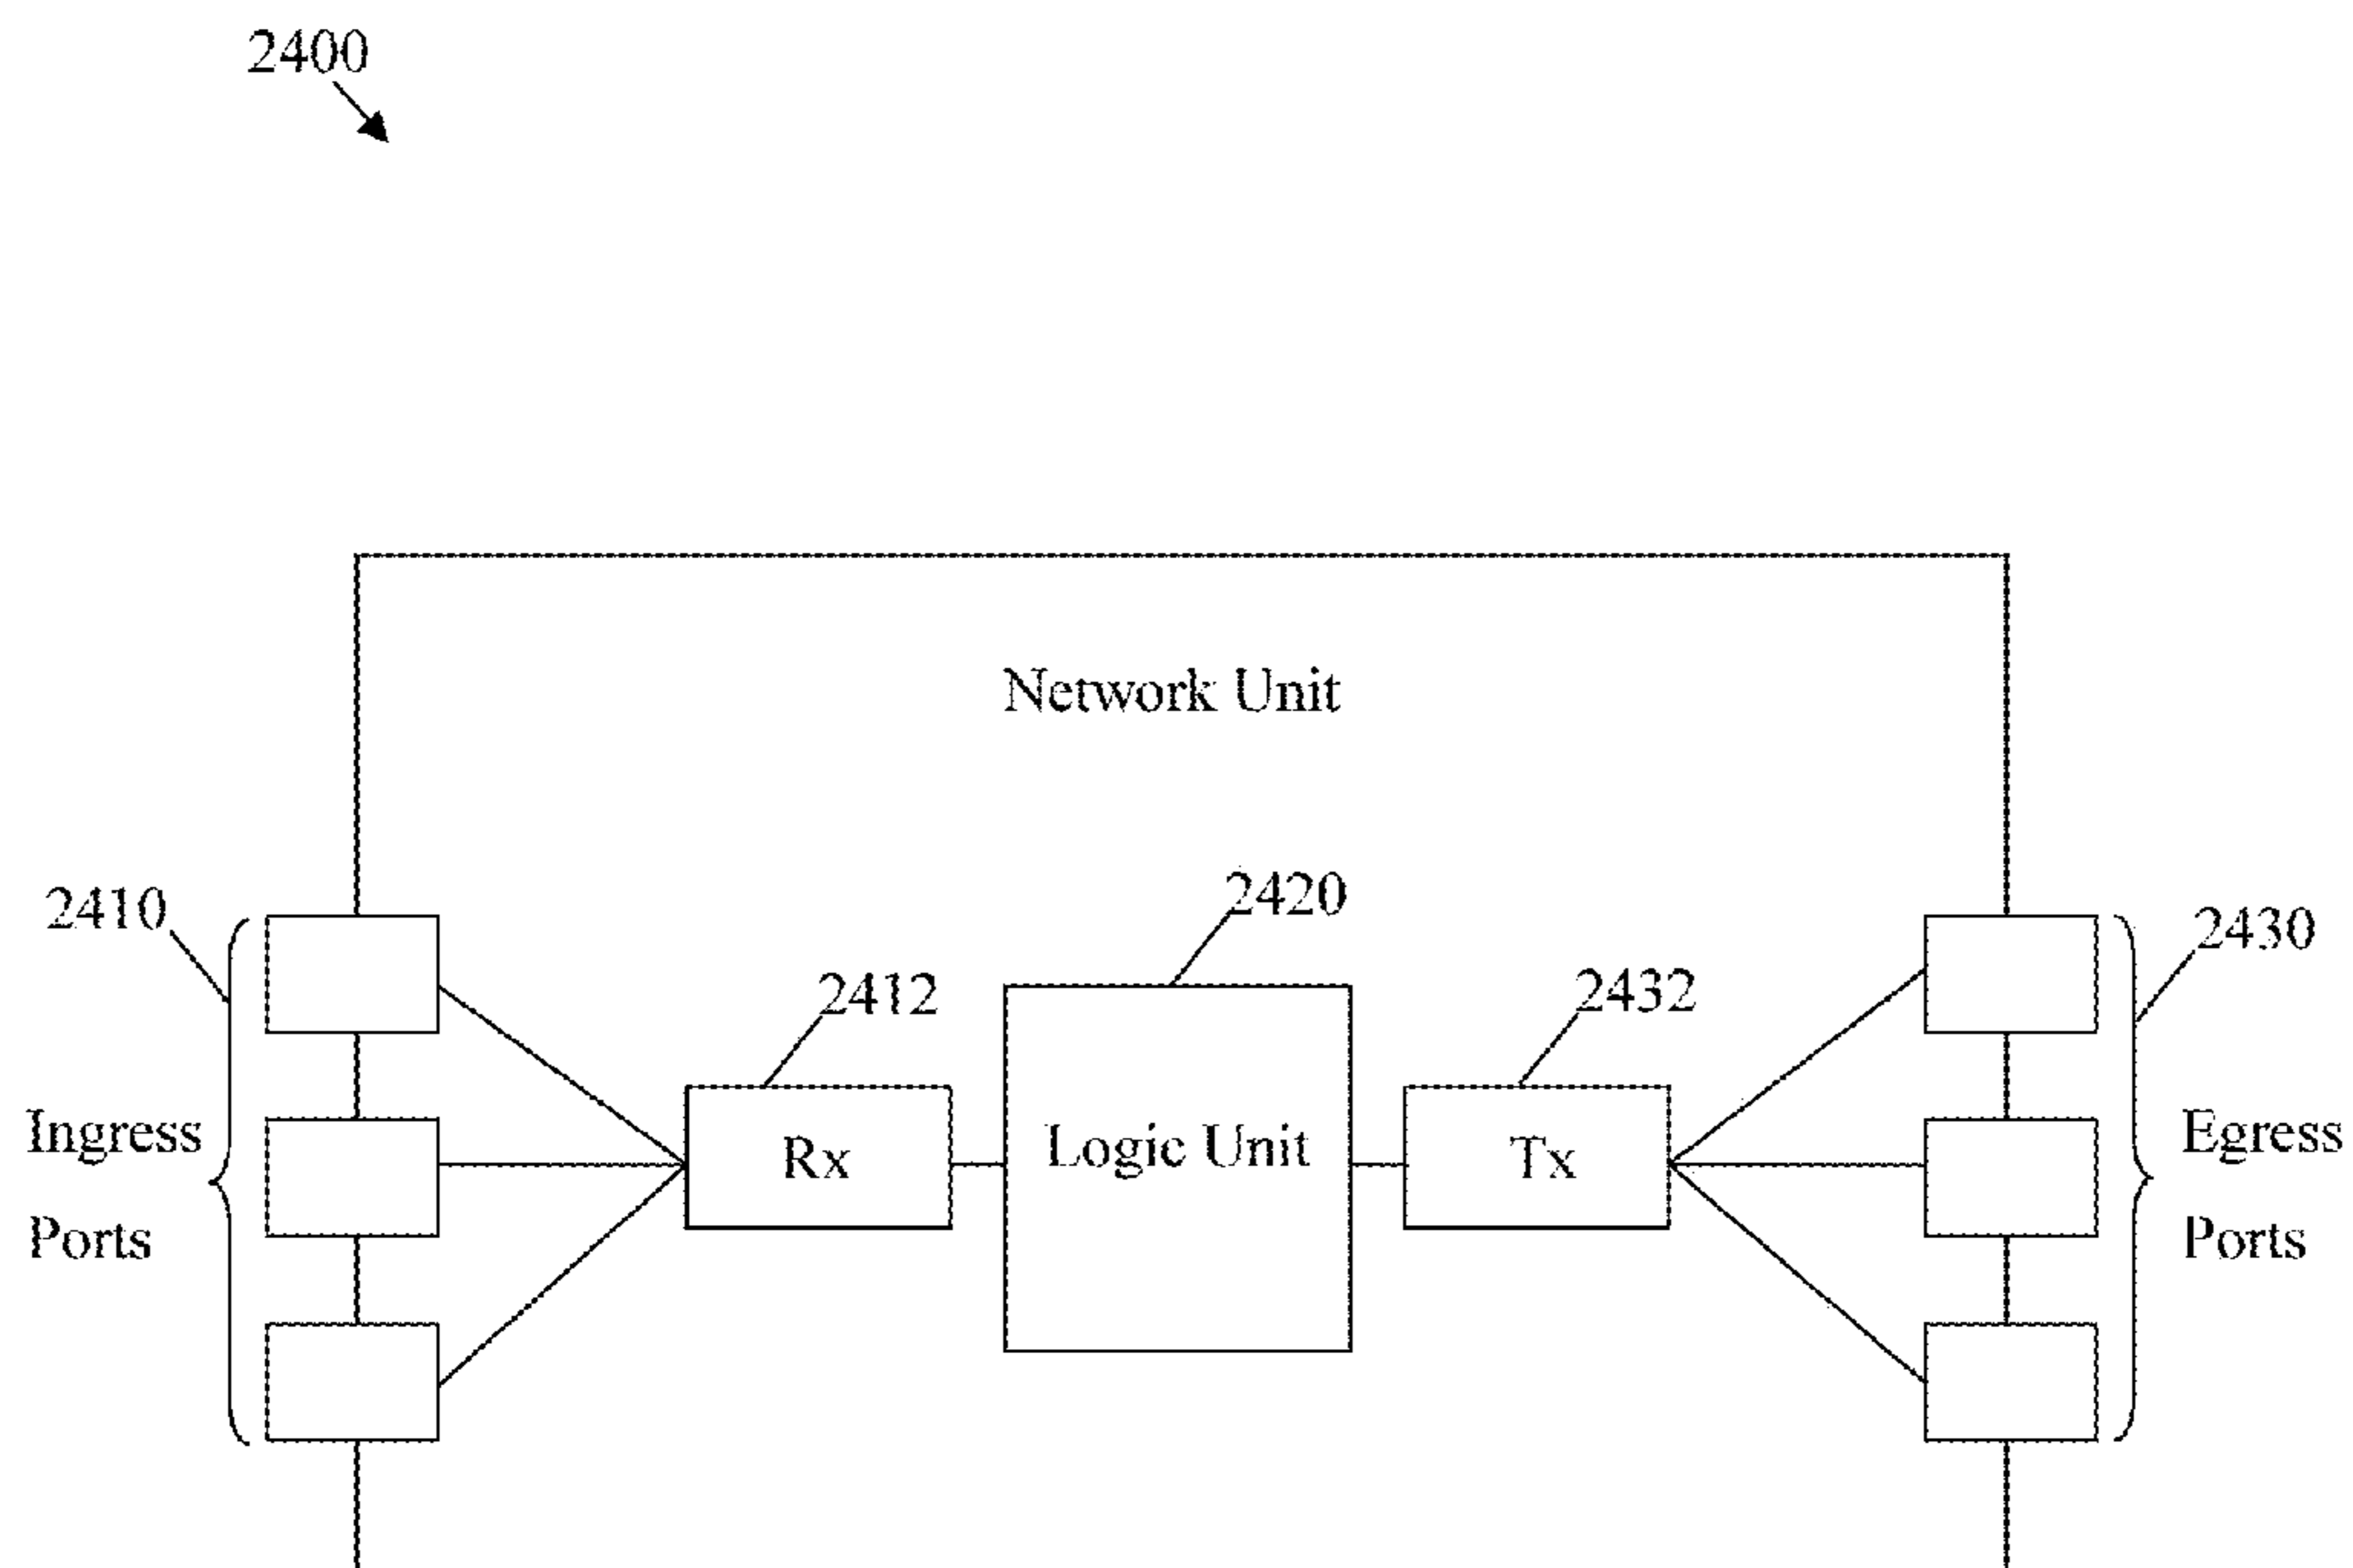 2400
Network Unit
2410
2420
2430
2412
2432
Ingress
Ports
Rx
Logic Unit
Tx
Egress
Ports